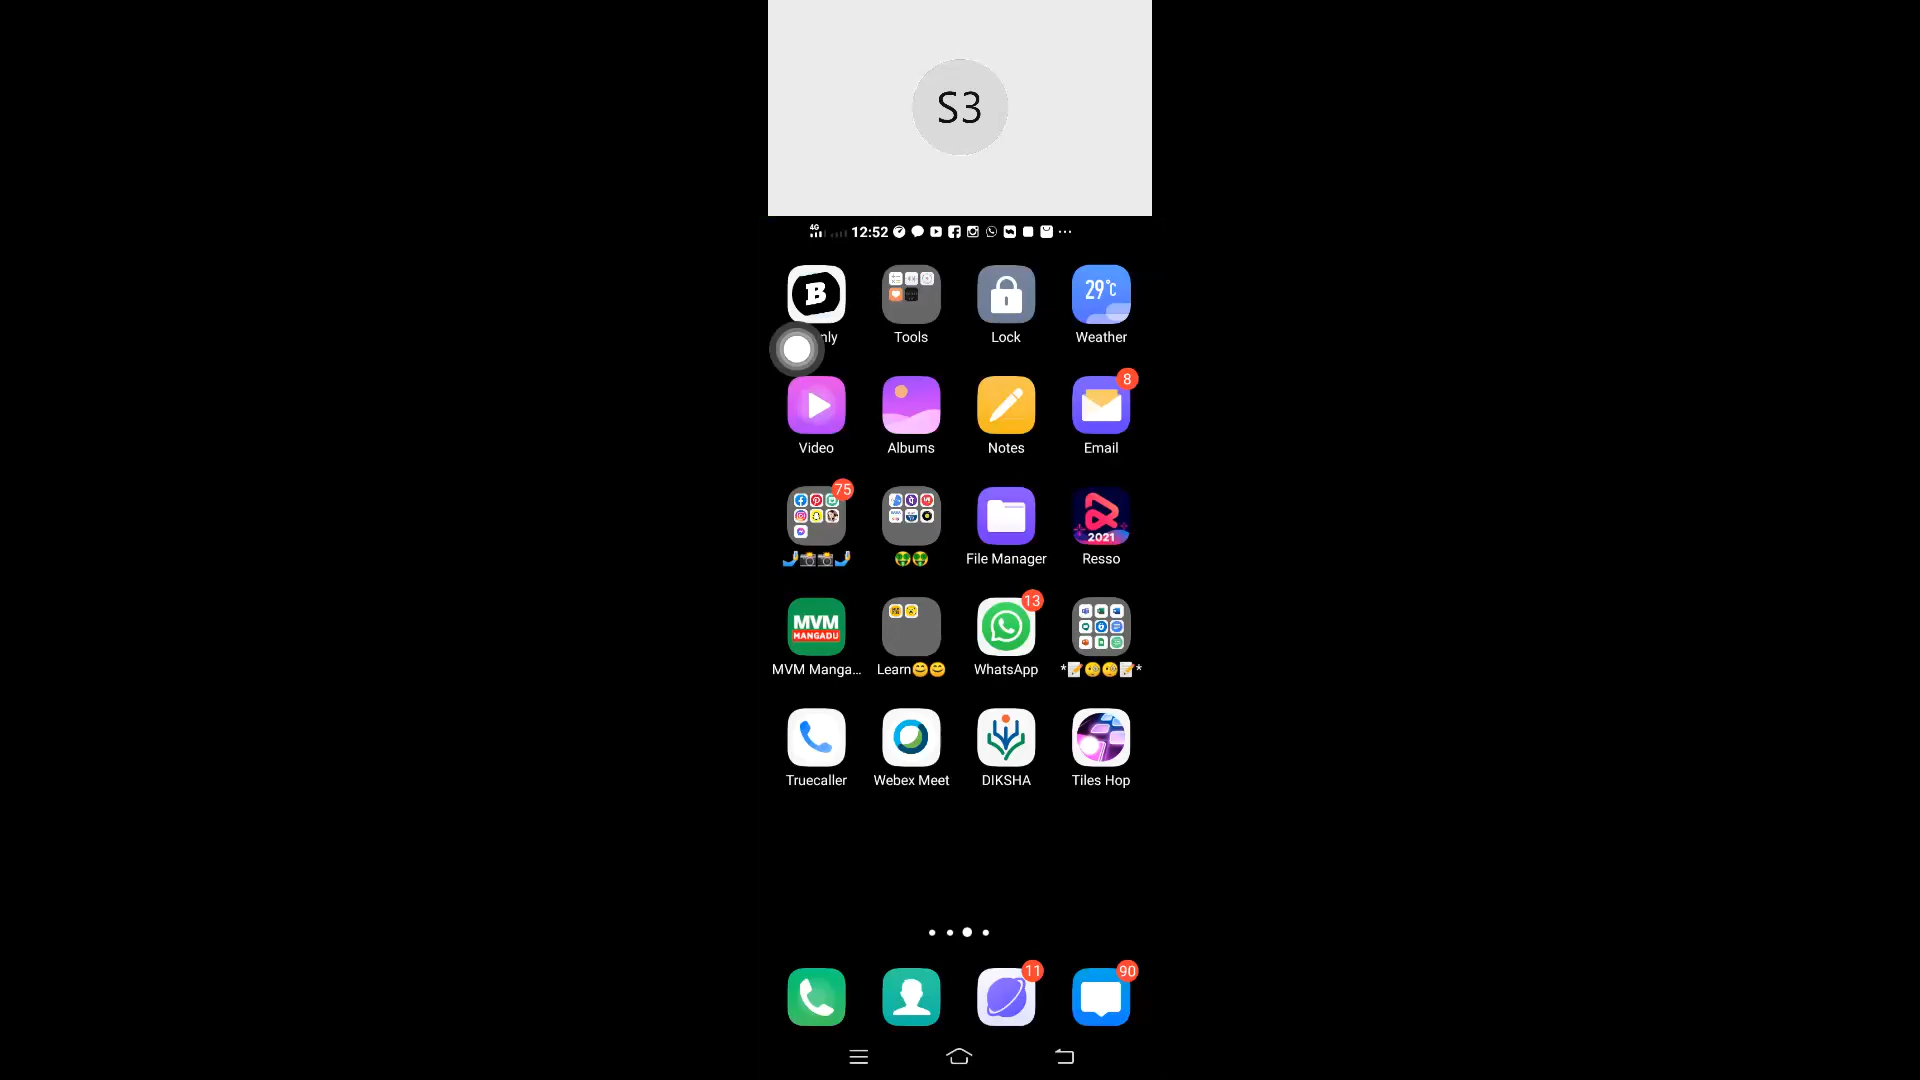 S3
4G 12:52
B
29°c
nly Tools Lock Weather
8
Video Albums Notes Email
75
2021
File Manager Resso
13
MVM
MANGADU
MVM Manga... Learn😊😊 WhatsApp *📝🧐🧐📝*
Truecaller Webex Meet DIKSHA Tiles Hop
11 90